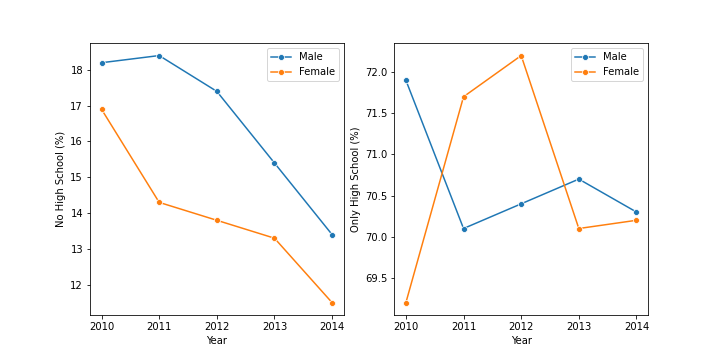 No High School (%)
18
17
16
15
14
13
12
2010 2011 2012 2013 2014
Year
Male
Female
Only High School (%)
72.0
71.5
71.0
70.5
70.0
69.5
2010 2011 2012 2013 2014
Year
Male
Female